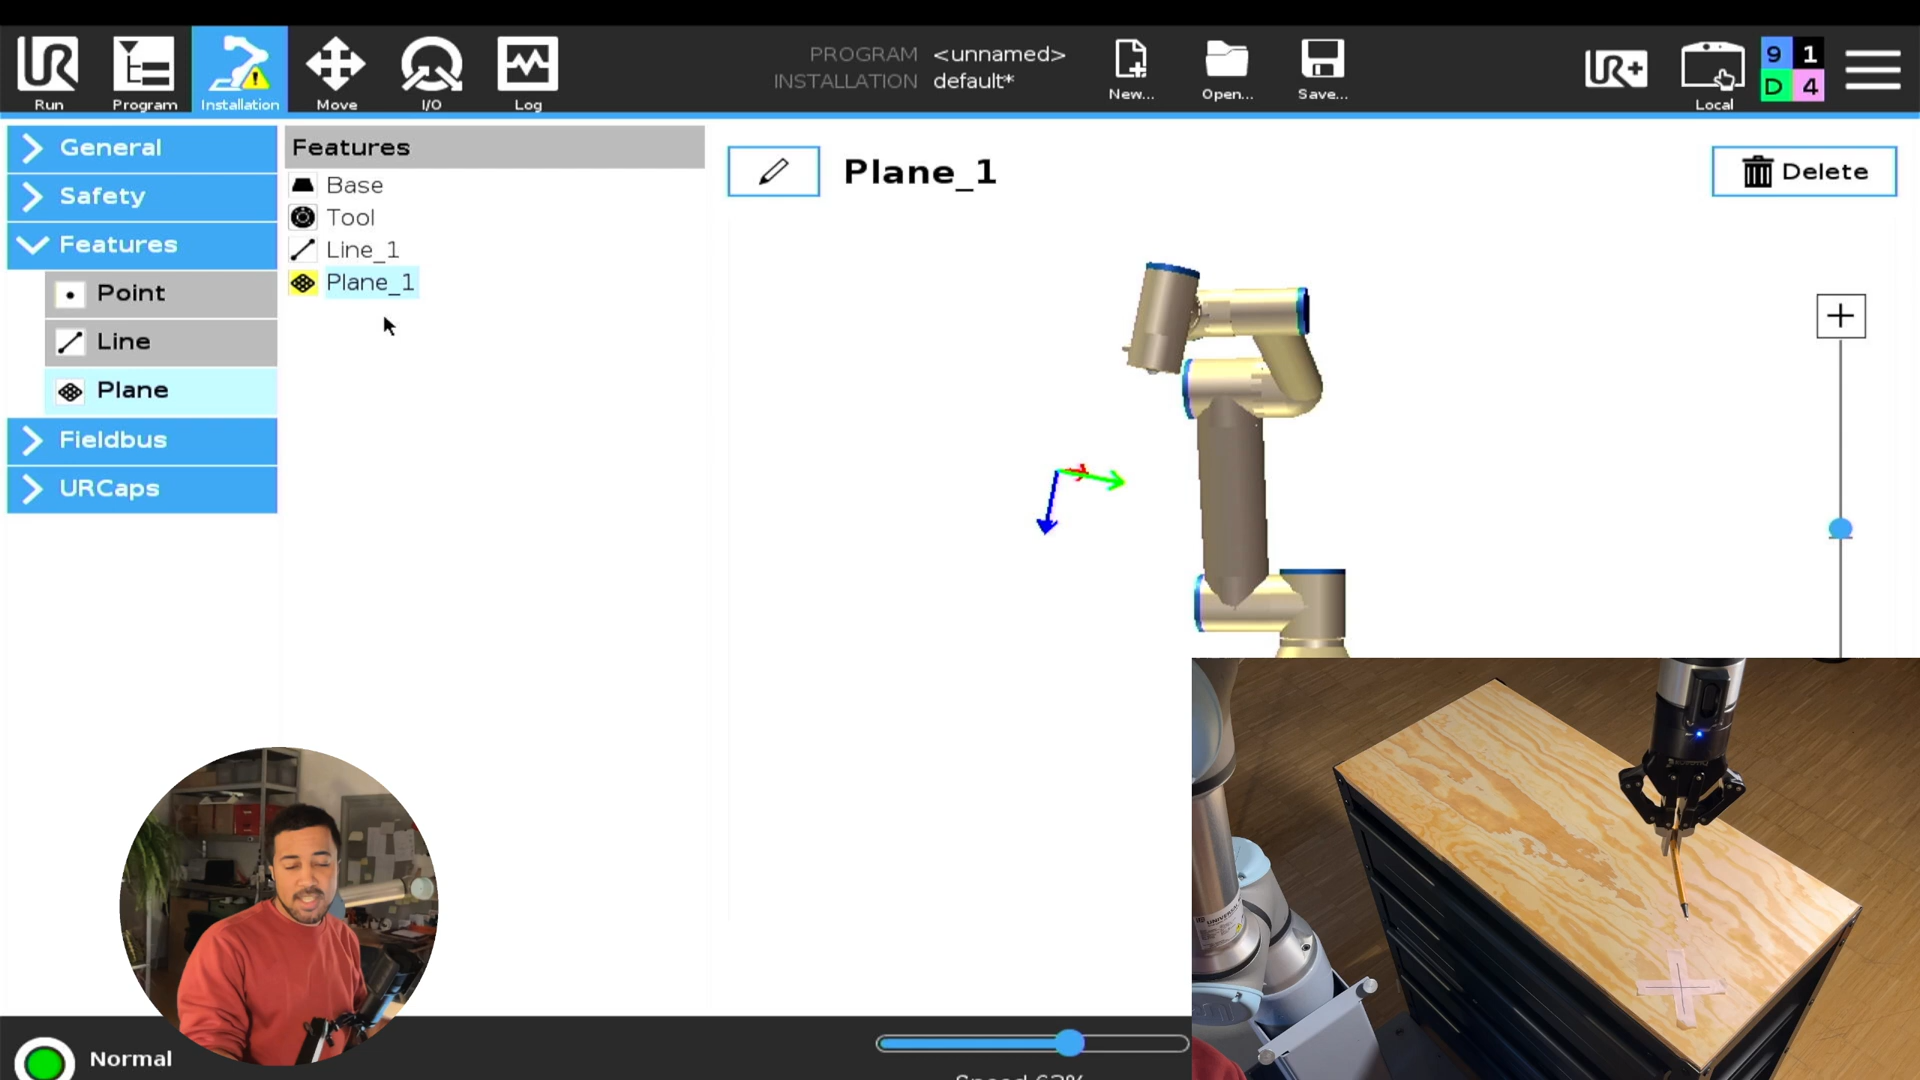 Run
Program
Installation
Move
I/O
Log
PROGRAM <unnamed>
INSTALLATION default*
New...
Open...
Save...
UR+
Local
9 1
D 4
General
Safety
Features
Point
Line
Plane
Fieldbus
URCaps
Features
Base
Tool
Line_1
Plane_1
Plane_1
Delete
Normal